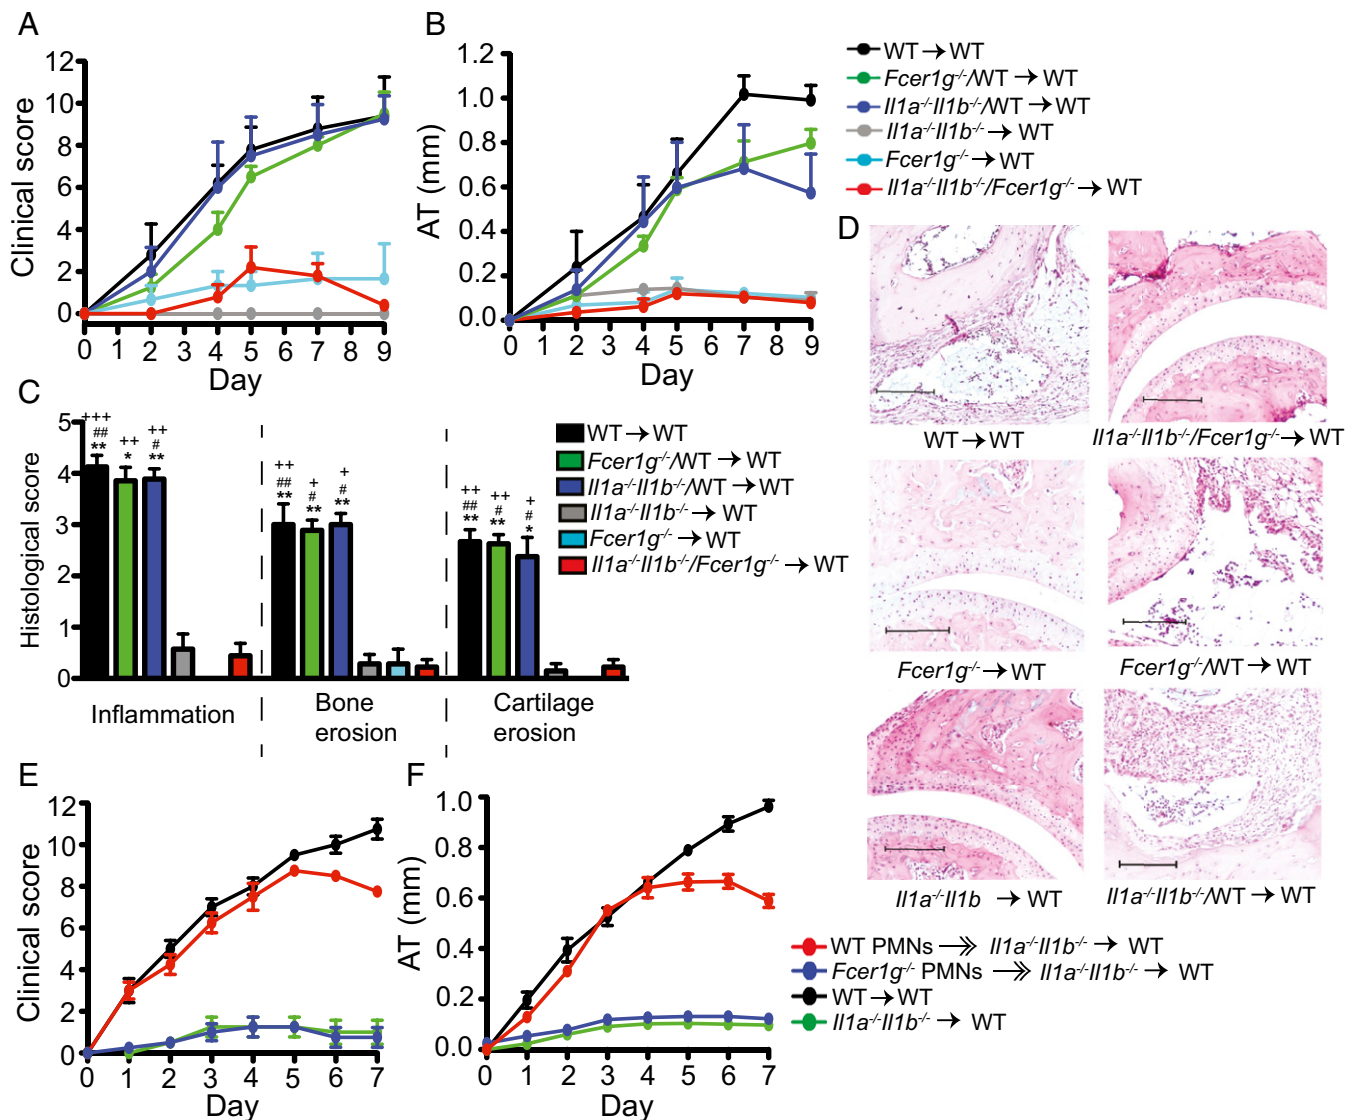 A
Clinical score
12
10
8
6
4
2
0
0 1 2 3 4 5 6 7 8 9
Day
B
AT (mm)
1.2
1.0
0.8
0.6
0.4
0.2
0.0
0 1 2 3 4 5 6 7 8 9
Day
WT → WT
Fcer1g-/-/WT → WT
Il1a-/-Il1b-/-/WT → WT
Il1a-/-Il1b-/- → WT
Fcer1g-/- → WT
Il1a-/-Il1b-/-/Fcer1g-/- → WT
C
Histological score
5
4
3
2
1
0
+++ ++ ++ ++ + + ++ ++ +
## # ## # # ## # #
** * ** ** ** ** ** ** *
Inflammation
Bone
erosion
Cartilage
erosion
WT → WT
Fcer1g-/-/WT → WT
Il1a-/-Il1b-/-/WT → WT
Il1a-/-Il1b-/- → WT
Fcer1g-/- → WT
Il1a-/-Il1b-/-/Fcer1g-/- → WT
D
WT → WT
Il1a-/-Il1b-/-/Fcer1g-/- → WT
Fcer1g-/- → WT
Fcer1g-/-/WT → WT
Il1a-/-Il1b → WT
Il1a-/-Il1b-/-/WT → WT
E
Clinical score
12
10
8
6
4
2
0
0 1 2 3 4 5 6 7
Day
F
AT (mm)
1.0
0.8
0.6
0.4
0.2
0.0
0 1 2 3 4 5 6 7
Day
WT PMNs ↠ Il1a-/-Il1b-/- → WT
Fcer1g-/- PMNs ↠ Il1a-/-Il1b-/- → WT
WT → WT
Il1a-/-Il1b-/- → WT